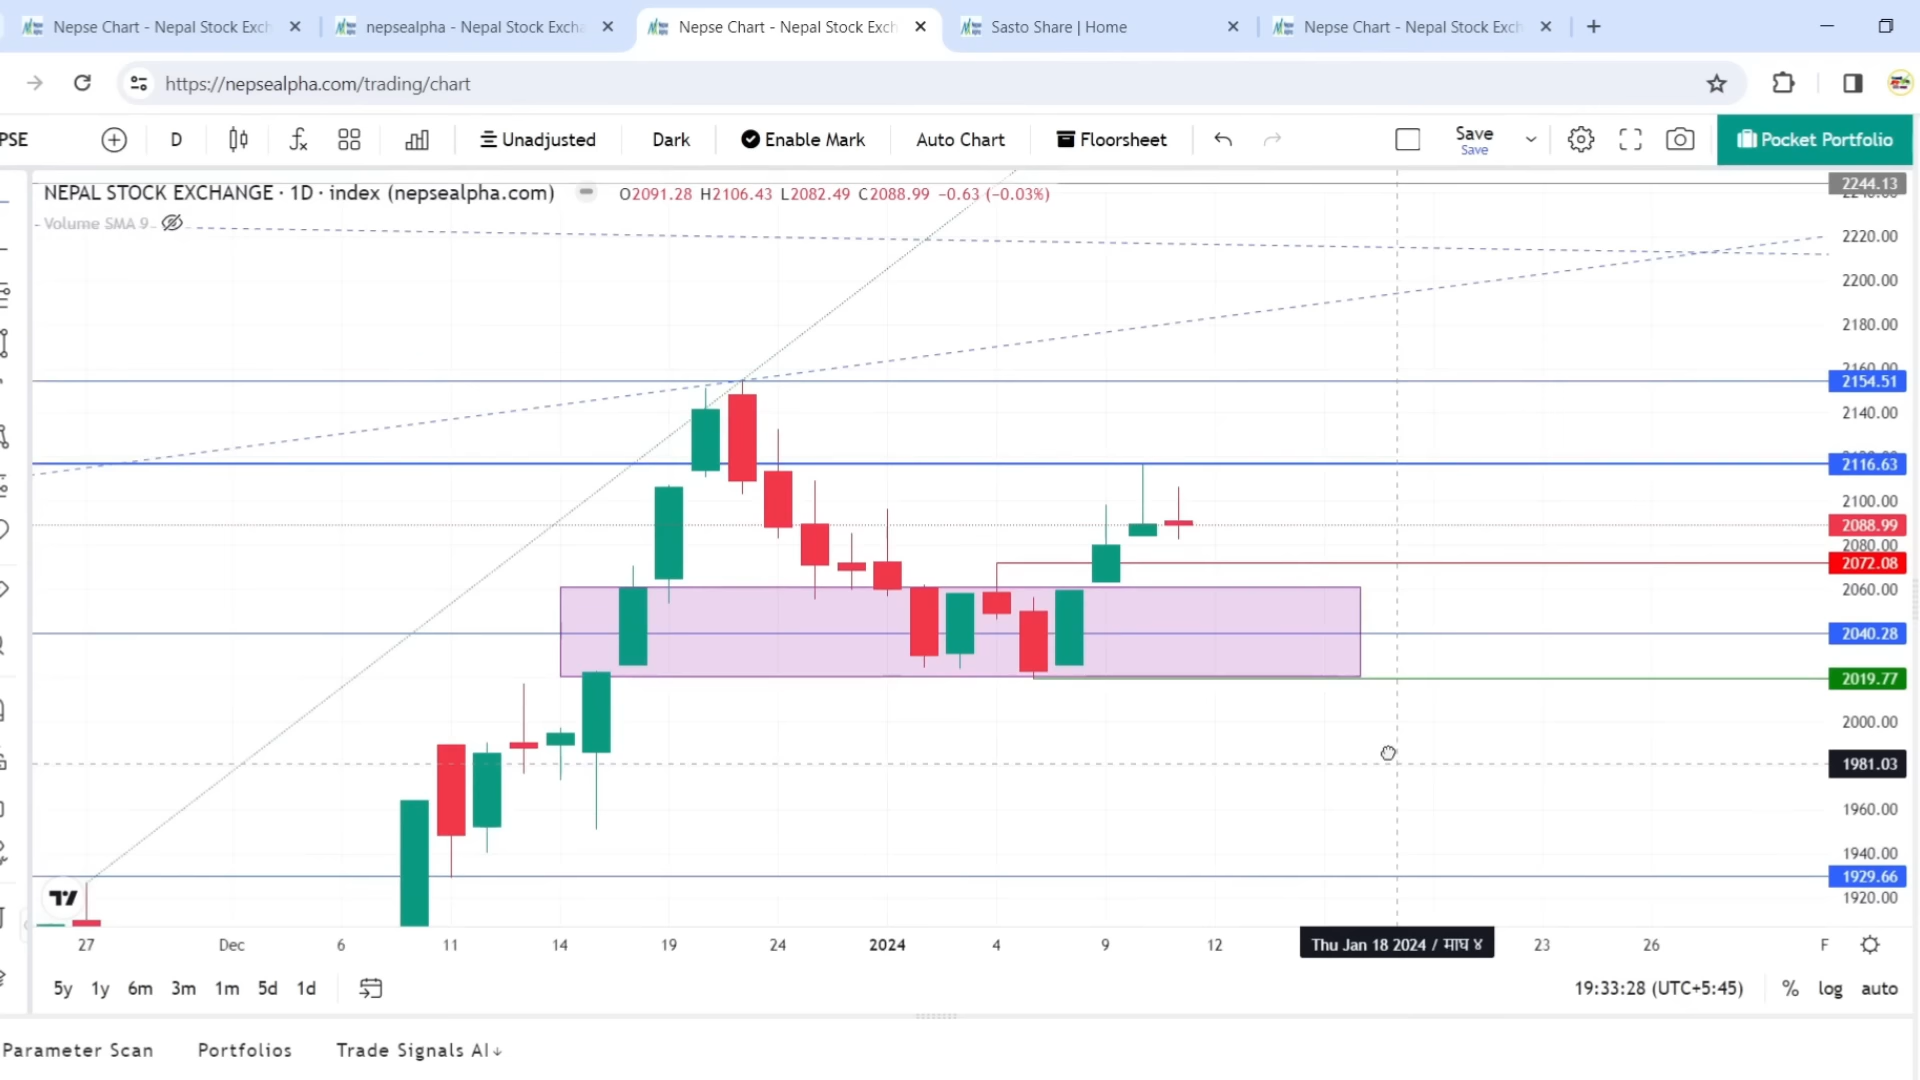 Nepse Chart - Nepal Stock Exch
nepsealpha - Nepal Stock Excha
Nepse Chart - Nepal Stock Exch
Sasto Share | Home
Nepse Chart - Nepal Stock Exch
https://nepsealpha.com/trading/chart
PSE
D
Unadjusted
Dark
Enable Mark
Auto Chart
Floorsheet
Save
Save
Pocket Portfolio
NEPAL STOCK EXCHANGE · 1D · index (nepsealpha.com)
O2091.28 H2106.43 L2082.49 C2088.99 −0.63 (−0.03%)
Volume SMA 9
2244.13
2220.00
2200.00
2180.00
2160.00
2154.51
2140.00
2116.63
2100.00
2088.99
2080.00
2072.08
2060.00
2040.28
2019.77
2000.00
1981.03
1960.00
1940.00
1929.66
1920.00
27
Dec
6
11
14
19
24
2024
4
9
12
Thu Jan 18 2024 / माघ ४
23
26
F
5y 1y 6m 3m 1m 5d 1d
19:33:28 (UTC+5:45)
% log auto
Parameter Scan
Portfolios
Trade Signals AI↓